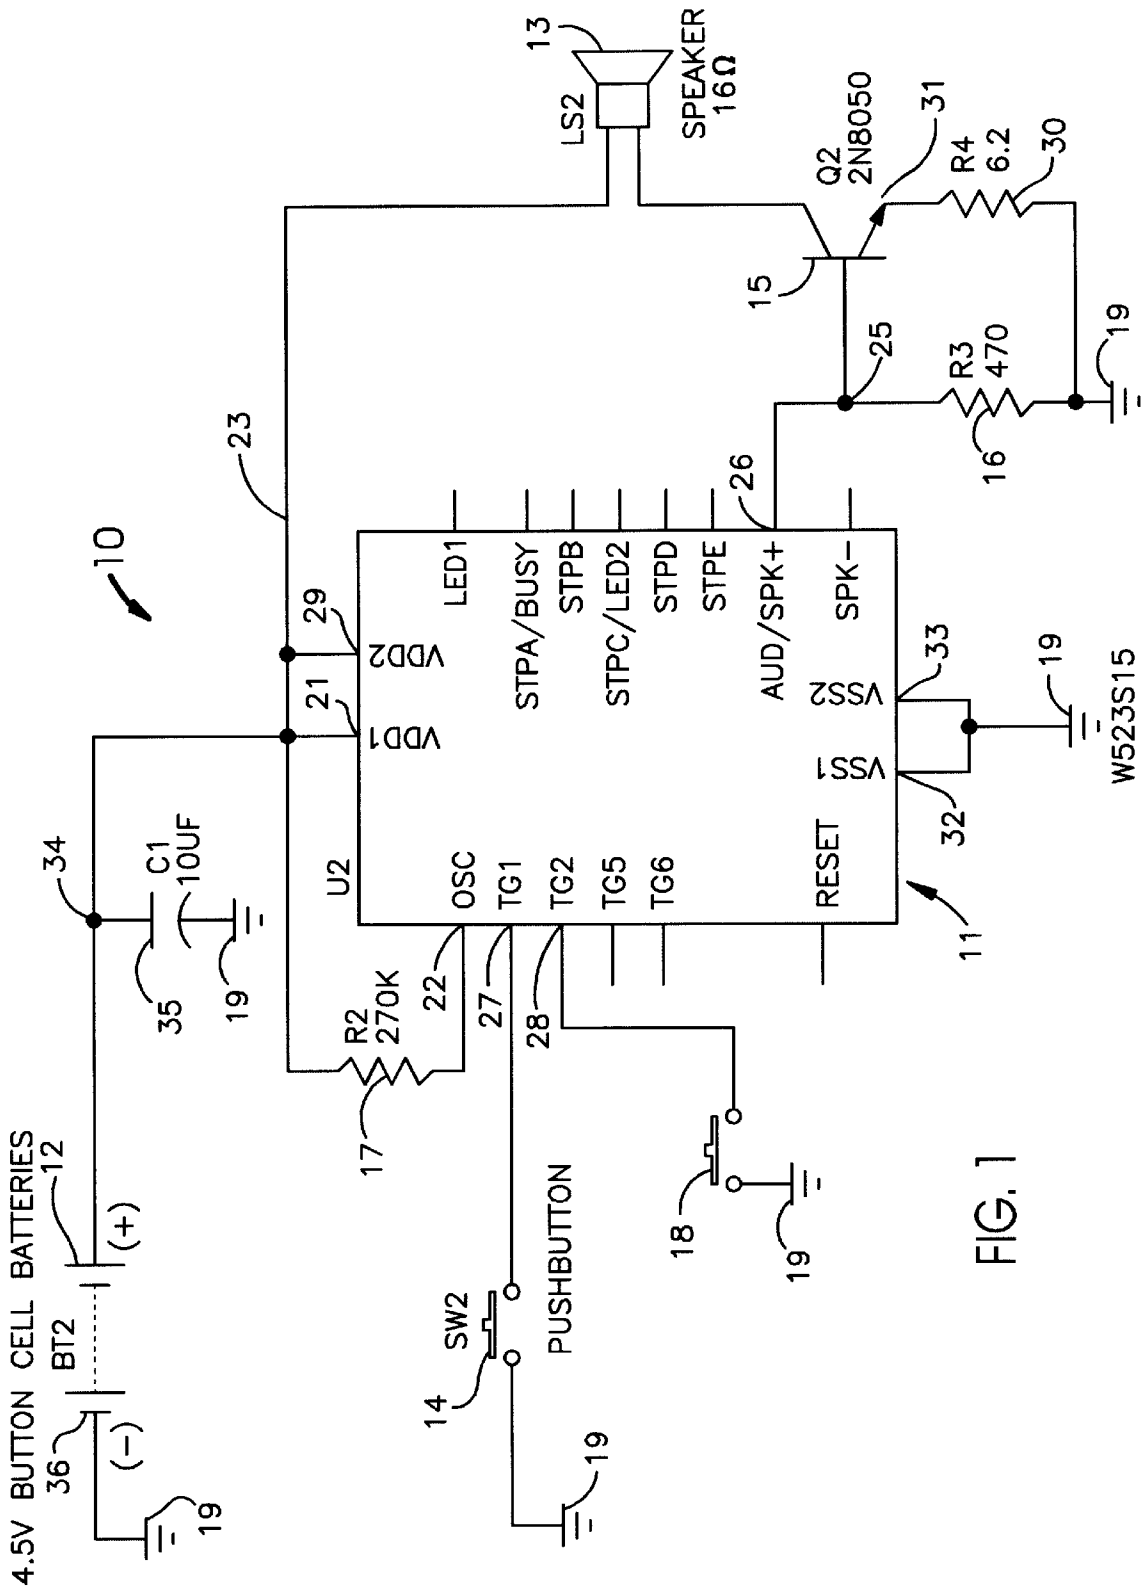 4.5V BUTTON CELL BATTERIES
BT2
12
36
(-)
(+)
19
34
C1
10UF
35
19
10
23
R2
270K
17
22
27
28
U2
21
29
VDD1
VDD2
OSC
TG1
TG2
TG5
TG6
RESET
LED1
STPA/BUSY
STPB
STPC/LED2
STPD
STPE
AUD/SPK+
SPK-
VSS1
VSS2
32
33
26
11
19
W523S15
SW2
14
PUSHBUTTON
19
18
19
LS2
13
SPEAKER
16Ω
Q2
2N8050
15
31
25
R3
470
16
R4
6.2
30
19
FIG. 1